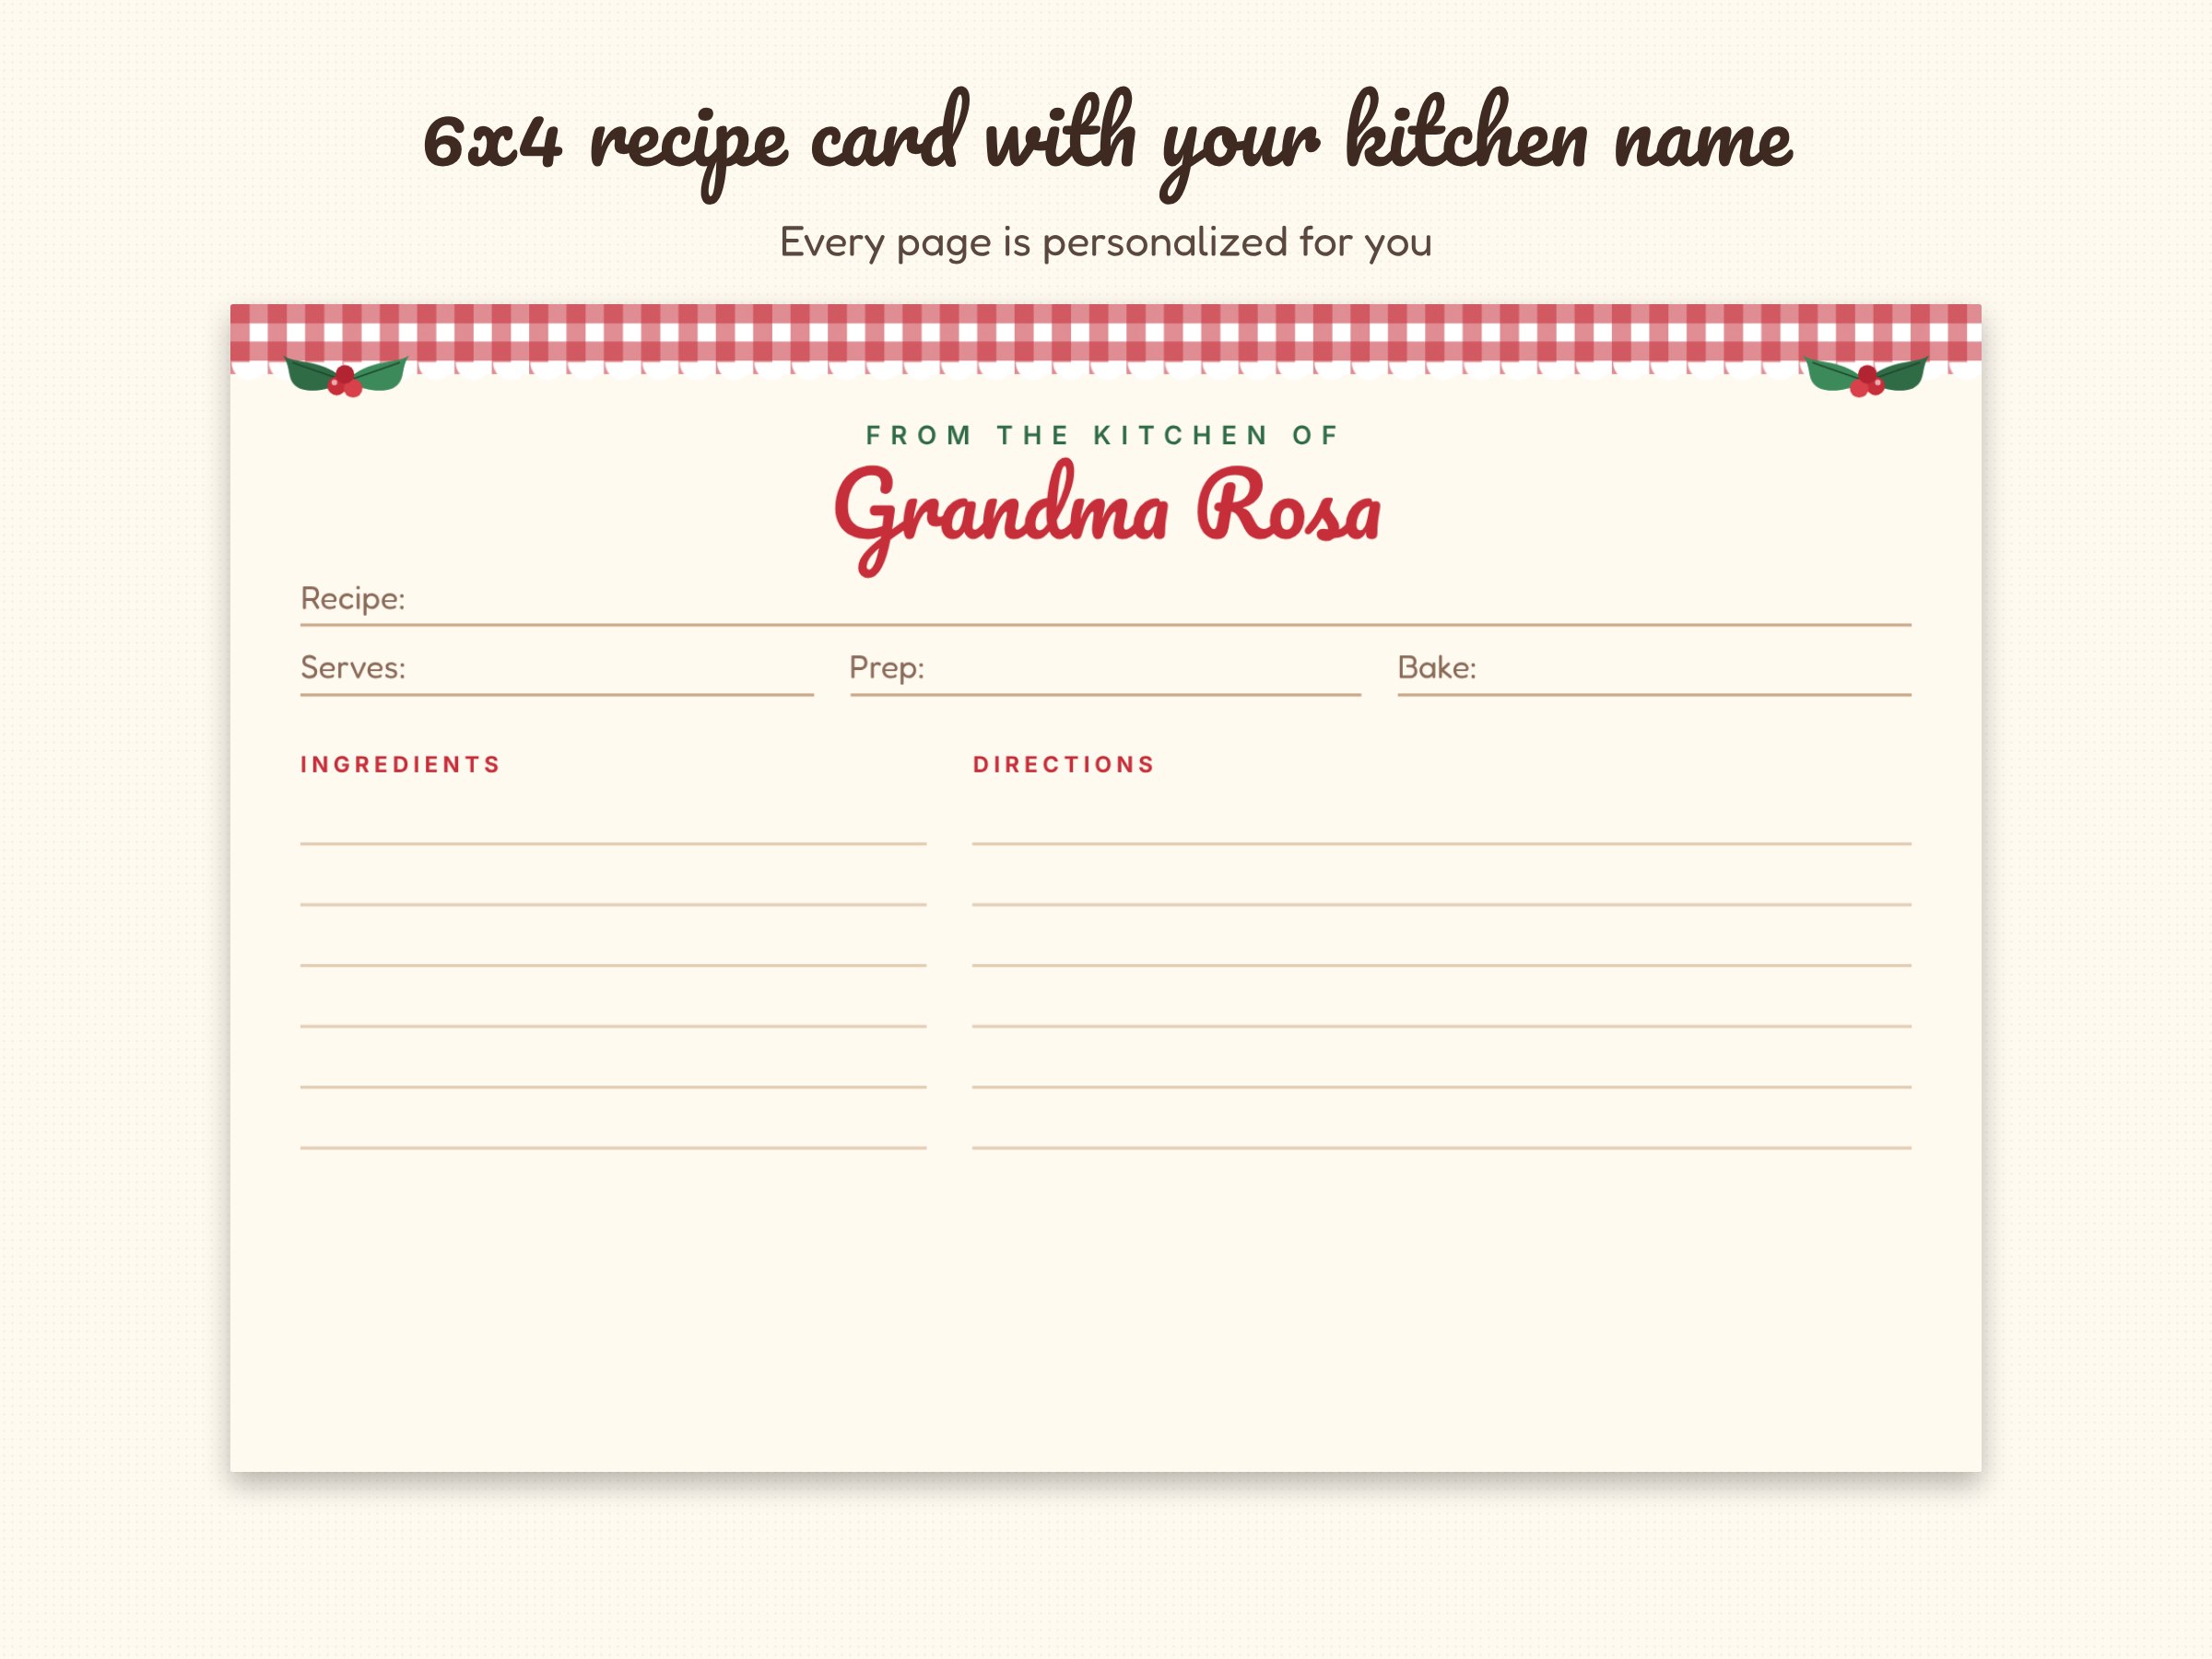 6x4 recipe card with your kitchen name
Every page is personalized for you
FROM THE KITCHEN OF
Grandma Rosa
Recipe:
Serves: Prep: Bake:
INGREDIENTS DIRECTIONS